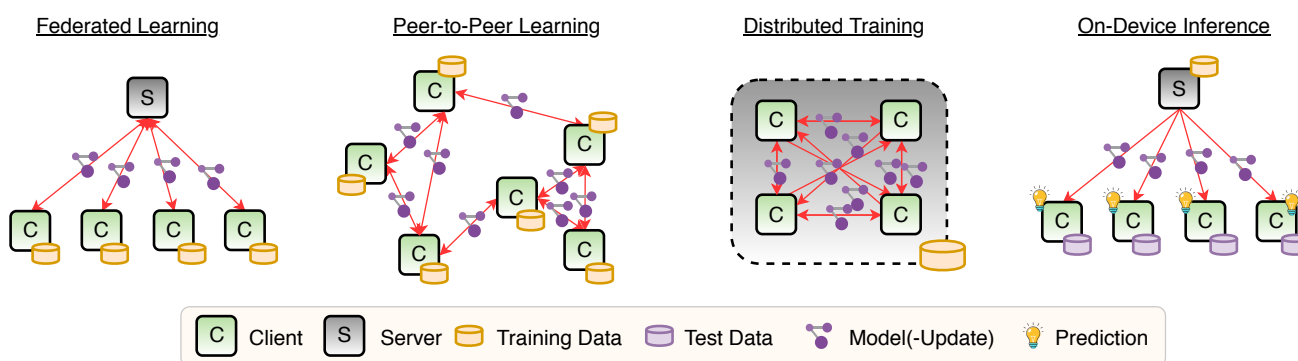 Federated Learning
Peer-to-Peer Learning
Distributed Training
On-Device Inference
S
C C C C
C
C
C
C
C
C
C C
C C
S
C C C C
C Client S Server Training Data Test Data Model(-Update) Prediction